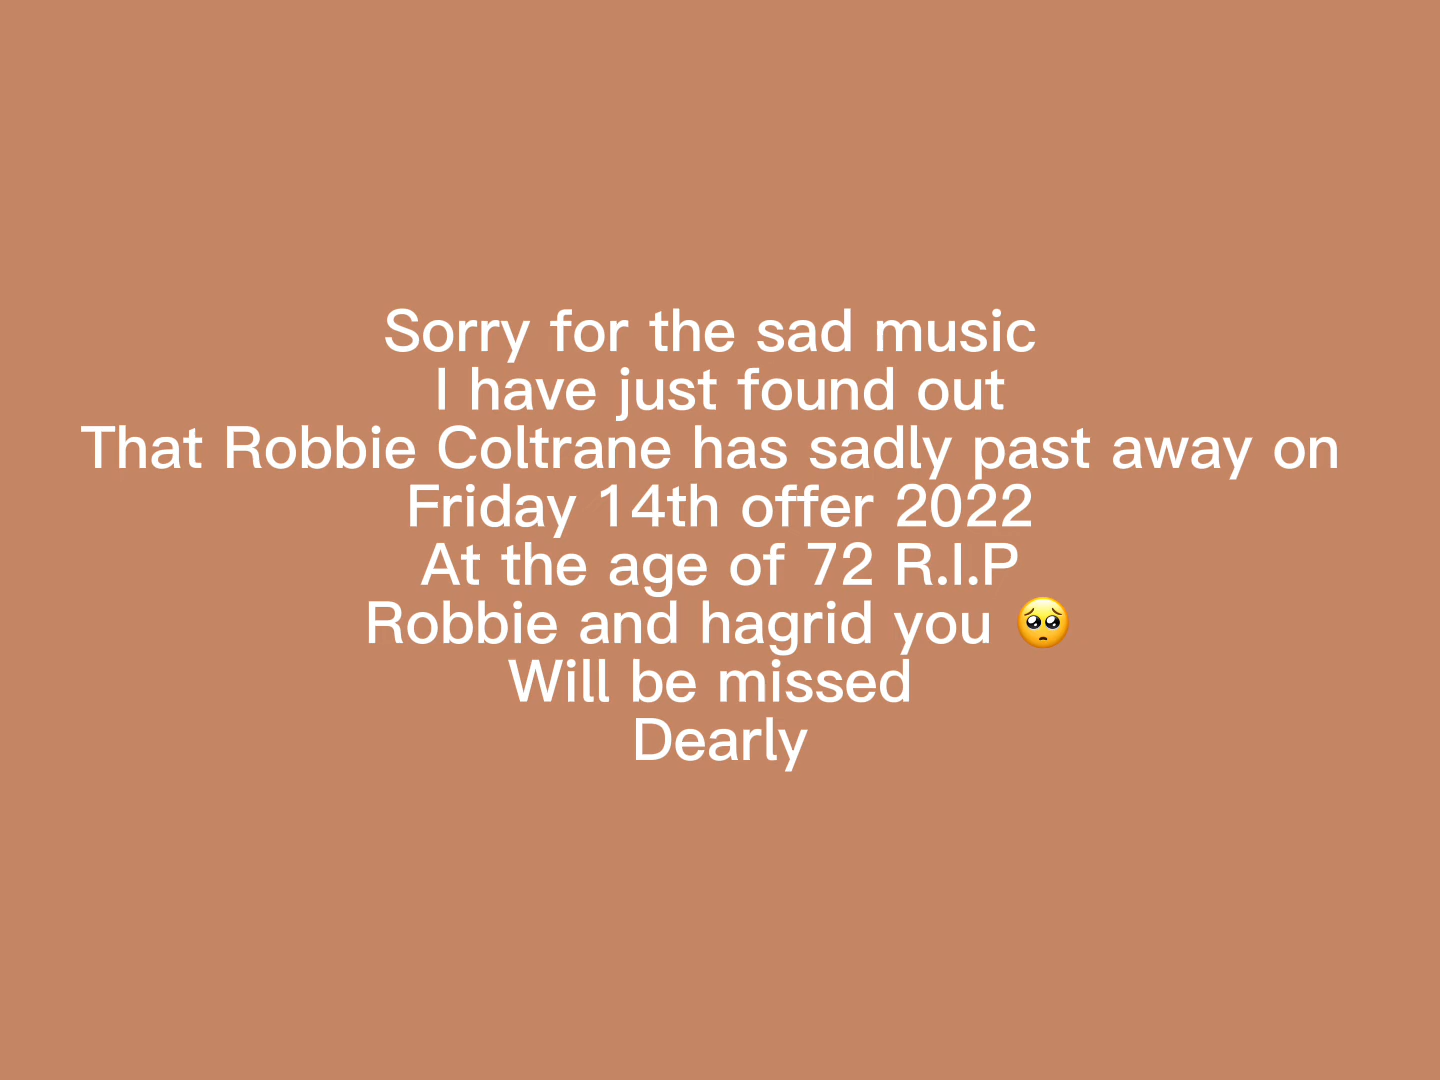 Sorry for the sad music
I have just found out
That Robbie Coltrane has sadly past away on
Friday 14th offer 2022
At the age of 72 R.I.P
Robbie and hagrid you 🥺
Will be missed
Dearly